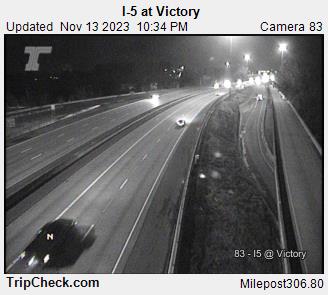 I-5 at Victory
Updated Nov 13 2023 10:34 PM Camera 83
T
N
83 - I5 @ Victory
TripCheck.com Milepost306.80